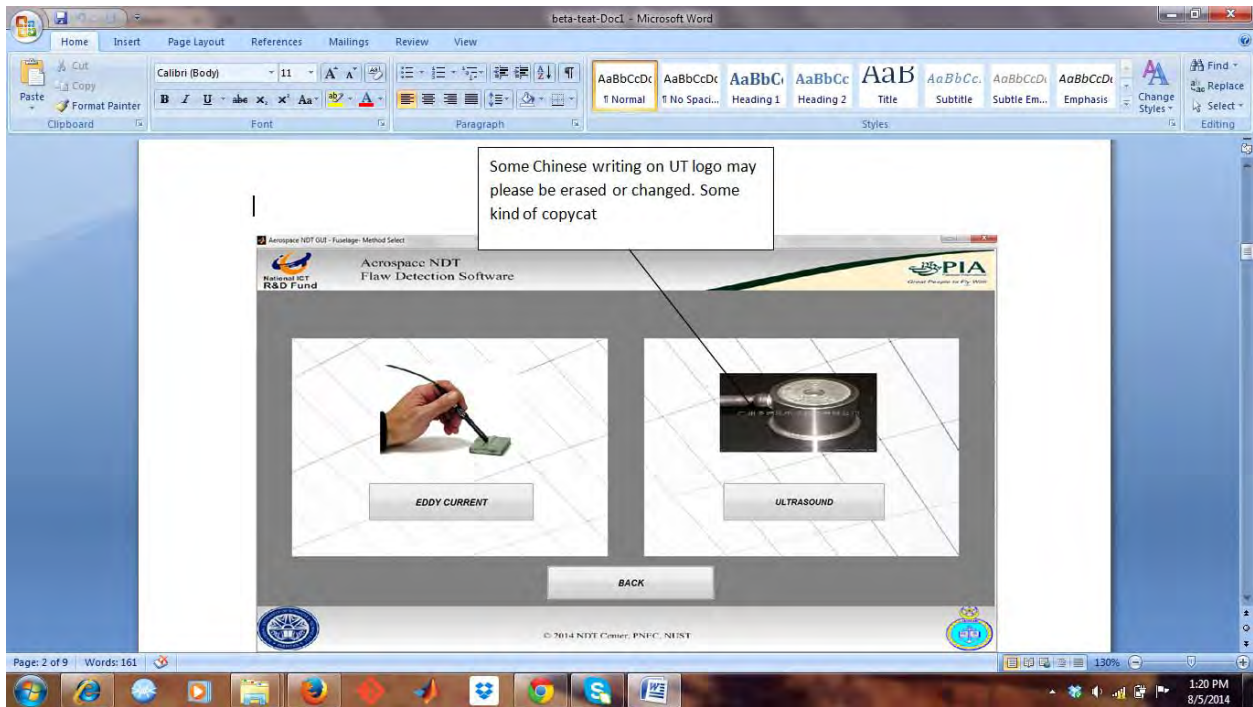 beta-teat-Doc1 - Microsoft Word
Home Insert Page Layout References Mailings Review View
Cut
Copy
Paste
Format Painter
Clipboard
Calibri (Body) 11
Font
Paragraph
AaBbCcDc AaBbCcDc AaBbC AaBbCc AaB AaBbCc. AaBbCcDc AaBbCcDc
¶ Normal ¶ No Spaci... Heading 1 Heading 2 Title Subtitle Subtle Em... Emphasis
Change Styles
Styles
Find
Replace
Select
Editing
Some Chinese writing on UT logo may
please be erased or changed. Some
kind of copycat
Aerospace NDT GUI - Fuselage- Method Select
National ICT
R&D Fund
Aerospace NDT
Flaw Detection Software
PIA
Great People to Fly With
EDDY CURRENT
ULTRASOUND
BACK
© 2014 NDT Center, PNEC, NUST
Page: 2 of 9 Words: 161
130%
1:20 PM
8/5/2014